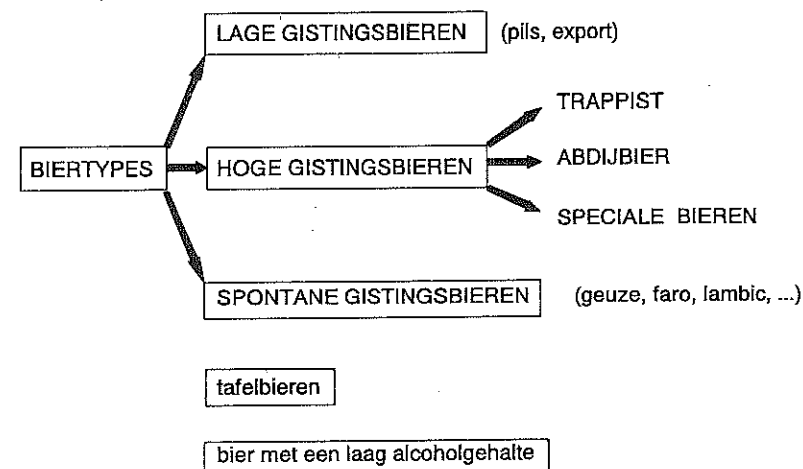 LAGE GISTINGSBIEREN (pils, export)
TRAPPIST
BIERTYPES HOGE GISTINGSBIEREN ABDIJBIER
SPECIALE BIEREN
SPONTANE GISTINGSBIEREN (geuze, faro, lambic, ...)
tafelbieren
bier met een laag alcoholgehalte